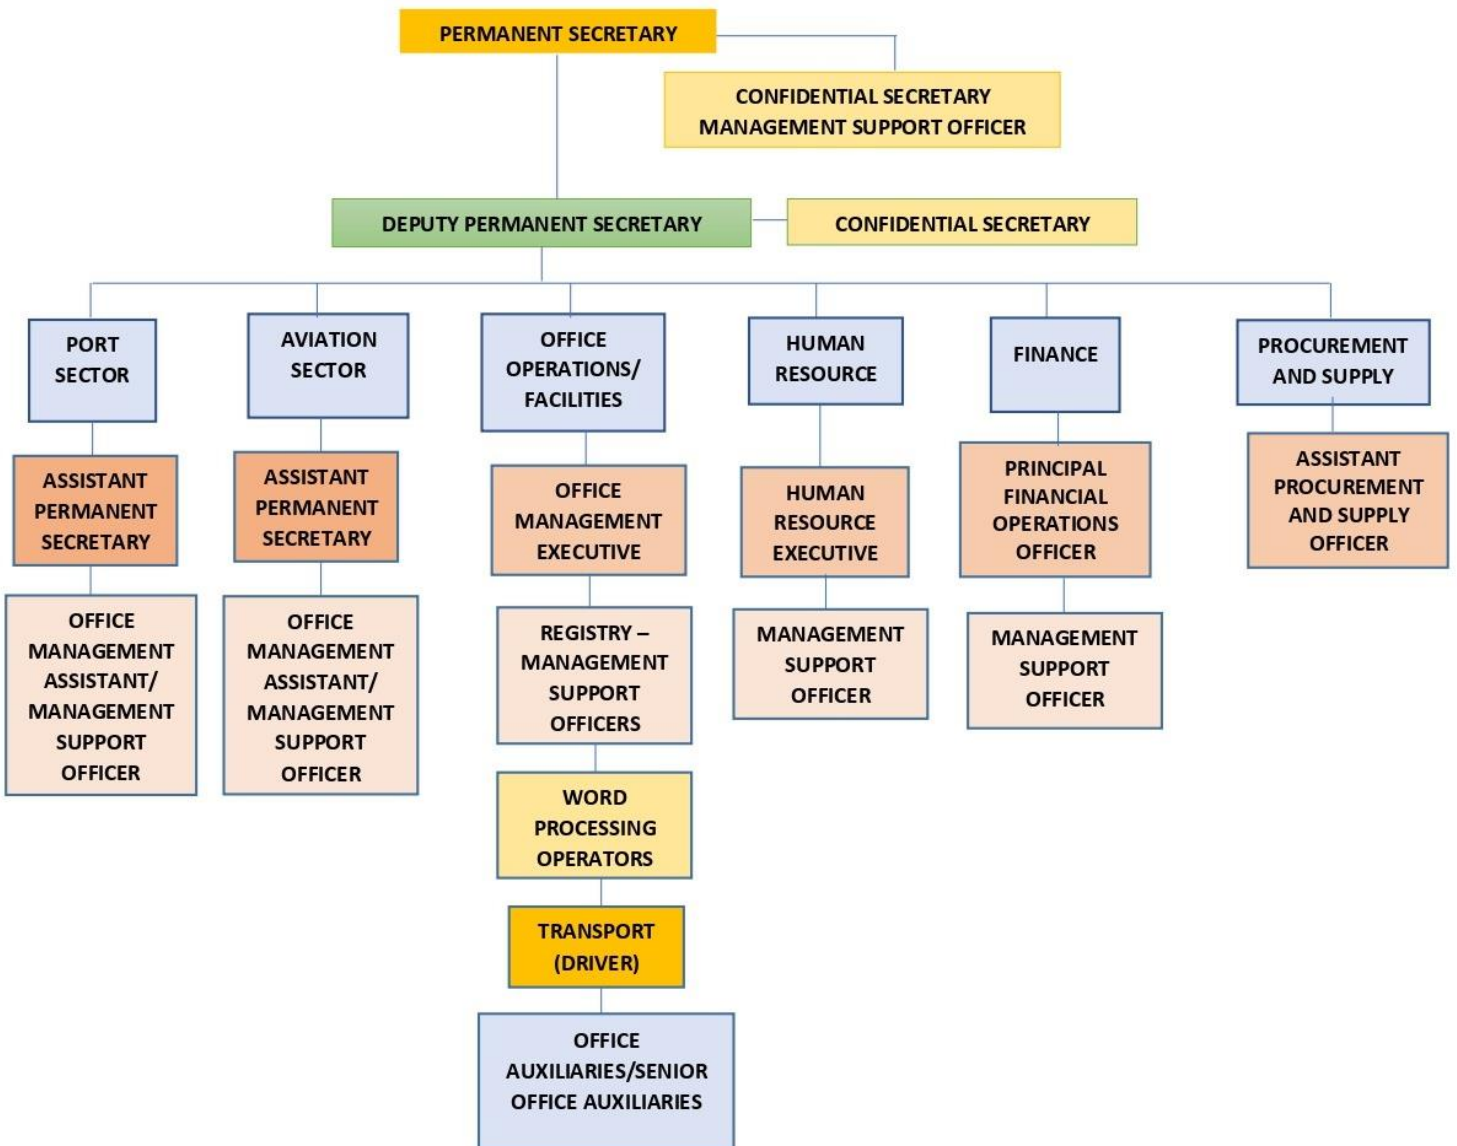 PERMANENT SECRETARY
CONFIDENTIAL SECRETARY
MANAGEMENT SUPPORT OFFICER
DEPUTY PERMANENT SECRETARY
CONFIDENTIAL SECRETARY
PORT
SECTOR
AVIATION
SECTOR
OFFICE
OPERATIONS/
FACILITIES
HUMAN
RESOURCE
FINANCE
PROCUREMENT
AND SUPPLY
ASSISTANT
PERMANENT
SECRETARY
ASSISTANT
PERMANENT
SECRETARY
OFFICE
MANAGEMENT
EXECUTIVE
HUMAN
RESOURCE
EXECUTIVE
PRINCIPAL
FINANCIAL
OPERATIONS
OFFICER
ASSISTANT
PROCUREMENT
AND SUPPLY
OFFICER
OFFICE
MANAGEMENT
ASSISTANT/
MANAGEMENT
SUPPORT
OFFICER
OFFICE
MANAGEMENT
ASSISTANT/
MANAGEMENT
SUPPORT
OFFICER
REGISTRY –
MANAGEMENT
SUPPORT
OFFICERS
MANAGEMENT
SUPPORT
OFFICER
MANAGEMENT
SUPPORT
OFFICER
WORD
PROCESSING
OPERATORS
TRANSPORT
(DRIVER)
OFFICE
AUXILIARIES/SENIOR
OFFICE AUXILIARIES